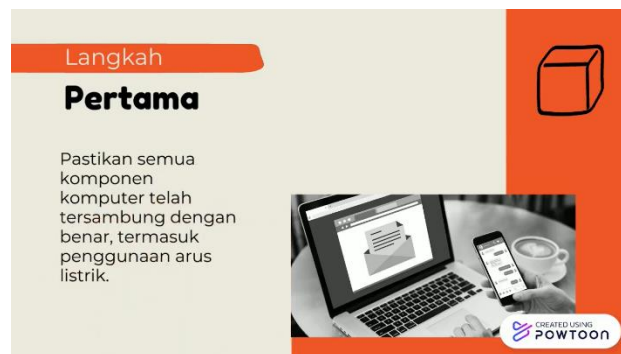 Langkah
Pertama
Pastikan semua
komponen
komputer telah
tersambung dengan
benar, termasuk
penggunaan arus
listrik.
CREATED USING
POWTOON